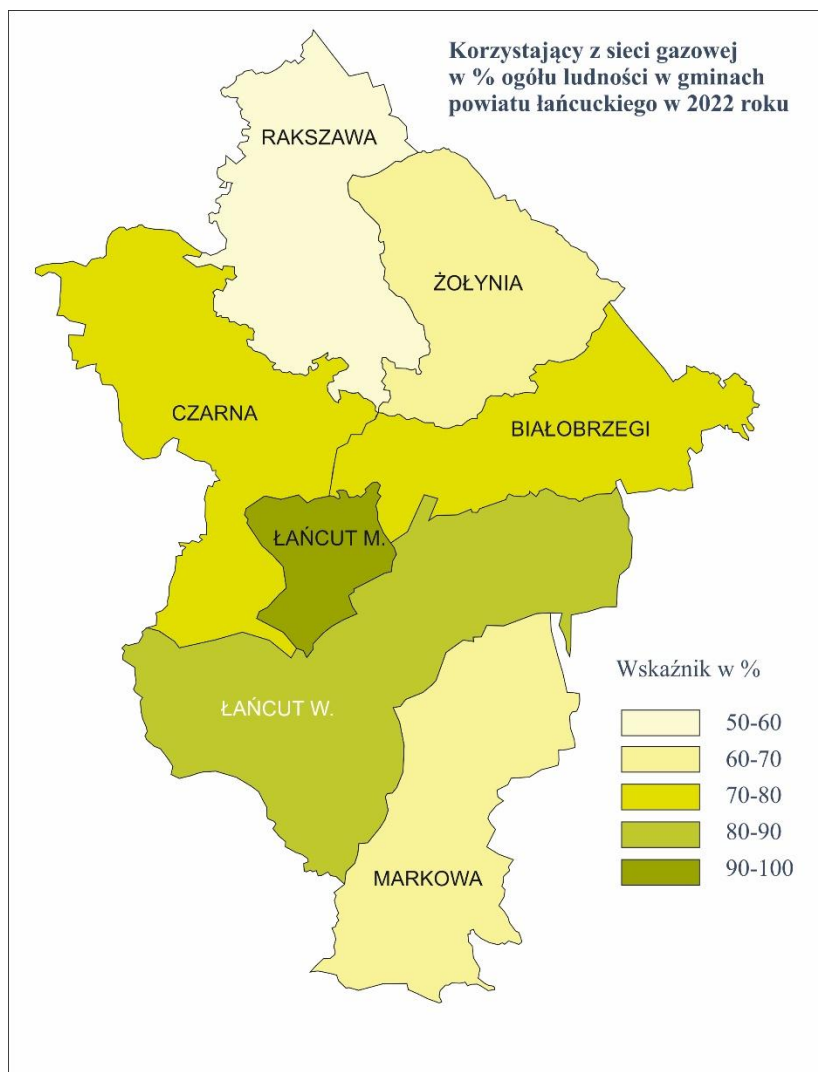 Korzystający z sieci gazowej
w % ogółu ludności w gminach
powiatu łańcuckiego w 2022 roku
RAKSZAWA
ŻOŁYNIA
CZARNA
BIAŁOBRZEGI
ŁAŃCUT M.
ŁAŃCUT W.
MARKOWA
Wskaźnik w %
50-60
60-70
70-80
80-90
90-100